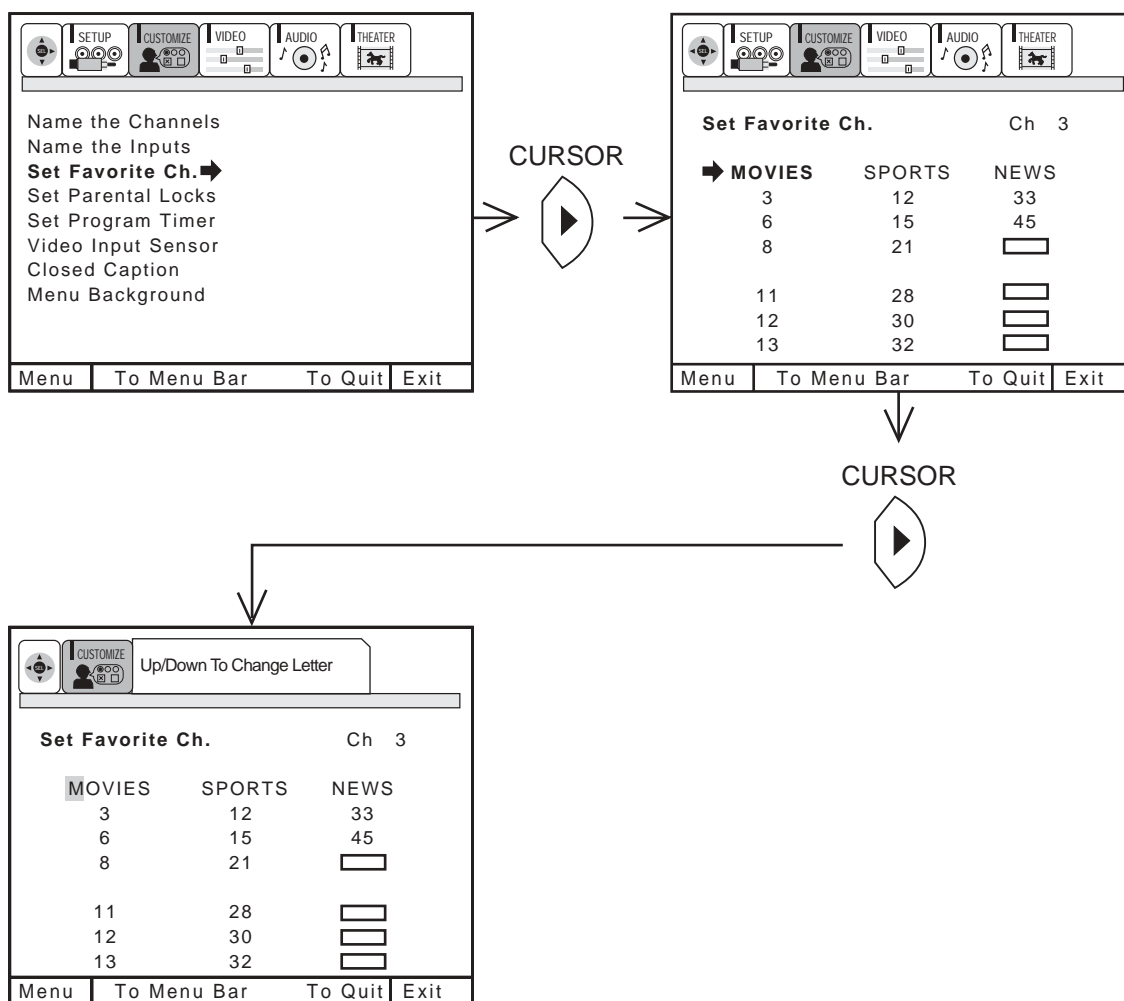 SEL SETUP CUSTOMIZE VIDEO AUDIO THEATER
Name the Channels
Name the Inputs
Set Favorite Ch.
Set Parental Locks
Set Program Timer
Video Input Sensor
Closed Caption
Menu Background
Menu To Menu Bar To Quit Exit
CURSOR
SEL SETUP CUSTOMIZE VIDEO AUDIO THEATER
Set Favorite Ch. Ch 3
MOVIES SPORTS NEWS
3 12 33
6 15 45
8 21
11 28
12 30
13 32
Menu To Menu Bar To Quit Exit
CURSOR
SEL CUSTOMIZE Up/Down To Change Letter
Set Favorite Ch. Ch 3
MOVIES SPORTS NEWS
3 12 33
6 15 45
8 21
11 28
12 30
13 32
Menu To Menu Bar To Quit Exit